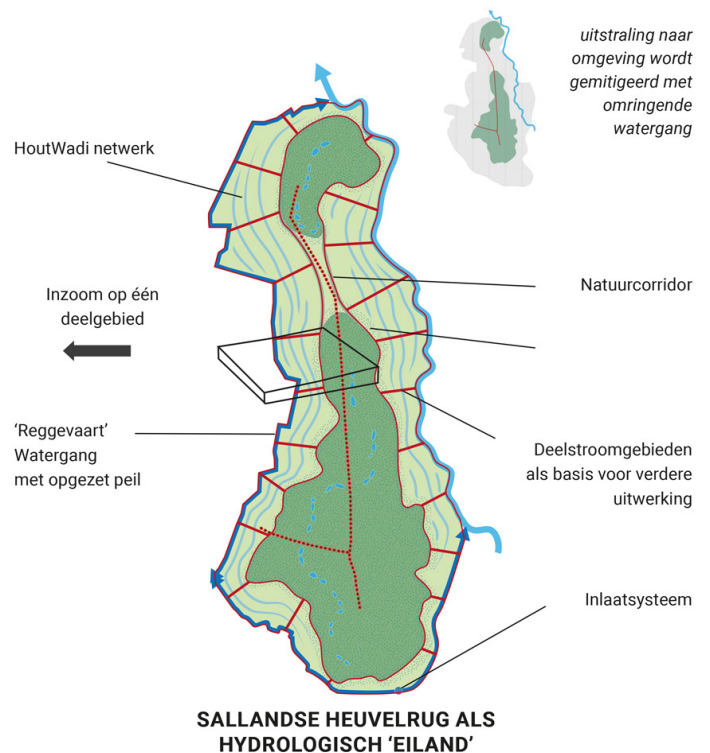 uitstraling naar
omgeving wordt
gemitigeerd met
omringende
watergang
HoutWadi netwerk
Natuurcorridor
Inzoom op één
deelgebied
‘Reggevaart’
Watergang
met opgezet peil
Deelstroomgebieden
als basis voor verdere
uitwerking
Inlaatsysteem
SALLANDSE HEUVELRUG ALS
HYDROLOGISCH ‘EILAND’